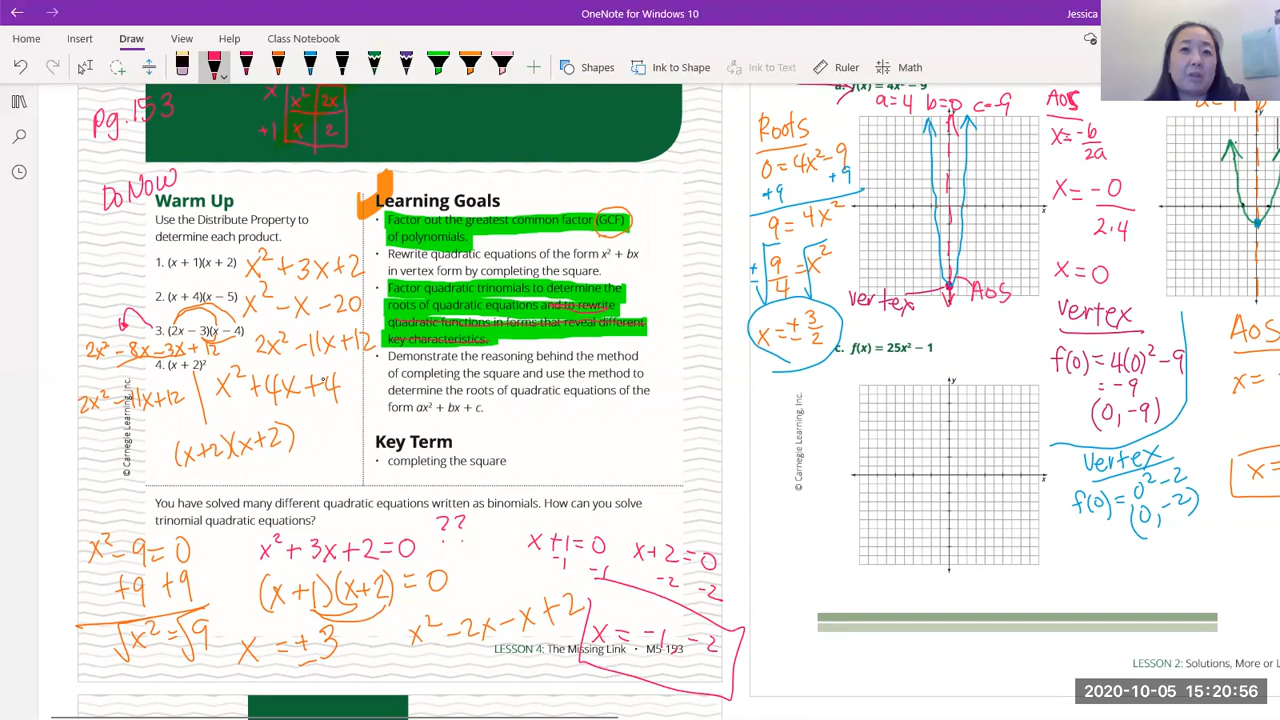 OneNote for Windows 10
Jessica
Home Insert Draw View Help Class Notebook
Shapes Ink to Shape Ink to Text Ruler Math
pg. 153
x x² 2x
+1 x 2
Do Now
Warm Up
Use the Distribute Property to
determine each product.
1. (x + 1)(x + 2) x² + 3x + 2
2. (x + 4)(x − 5) x² − x − 20
3. (2x − 3)(x − 4) 2x² − 11x + 12
2x² − 8x − 3x + 12
4. (x + 2)² x² + 4x + 4
2x² − 11x + 12
(x+2)(x+2)
© Carnegie Learning, Inc.
Learning Goals
• Factor out the greatest common factor (GCF)
of polynomials.
• Rewrite quadratic equations of the form x² + bx
in vertex form by completing the square.
• Factor quadratic trinomials to determine the
roots of quadratic equations and to rewrite
quadratic functions in forms that reveal different
key characteristics.
• Demonstrate the reasoning behind the method
of completing the square and use the method to
determine the roots of quadratic equations of the
form ax² + bx + c.
Key Term
• completing the square
You have solved many different quadratic equations written as binomials. How can you solve
trinomial quadratic equations?
??
x² − 9 = 0
+9 +9
√x² = √9
x = ± 3
x² + 3x + 2 = 0
(x + 1)(x + 2) = 0
x² − 2x − x + 2
x + 1 = 0
−1 −1
x + 2 = 0
−2 −2
x = −1, −2
LESSON 4: The Missing Link • M5-153
a. f(x) = 4x² − 9
a = 4 b = 0 c = −9
Roots
0 = 4x² − 9
+9 +9
9 = 4x²
± √9/4 = √x²
x = ± 3/2
y
x
vertex
AoS
AoS
x = −b/2a
x = −0/2·4
x = 0
Vertex
f(0) = 4(0)² − 9
= −9
(0, −9)
c. f(x) = 25x² − 1
y
x
© Carnegie Learning, Inc.
Vertex
f(0) = 0² − 2
(0, −2)
AoS
x =
x =
LESSON 2: Solutions, More or L
2020-10-05 15:20:56